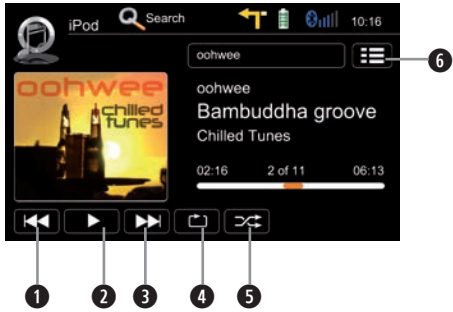 iPod
Search
10:16
oohwee
6
oohwee
chilled
tunes
oohwee
Bambuddha groove
Chilled Tunes
02:16 2 of 11 06:13
1 2 3 4 5